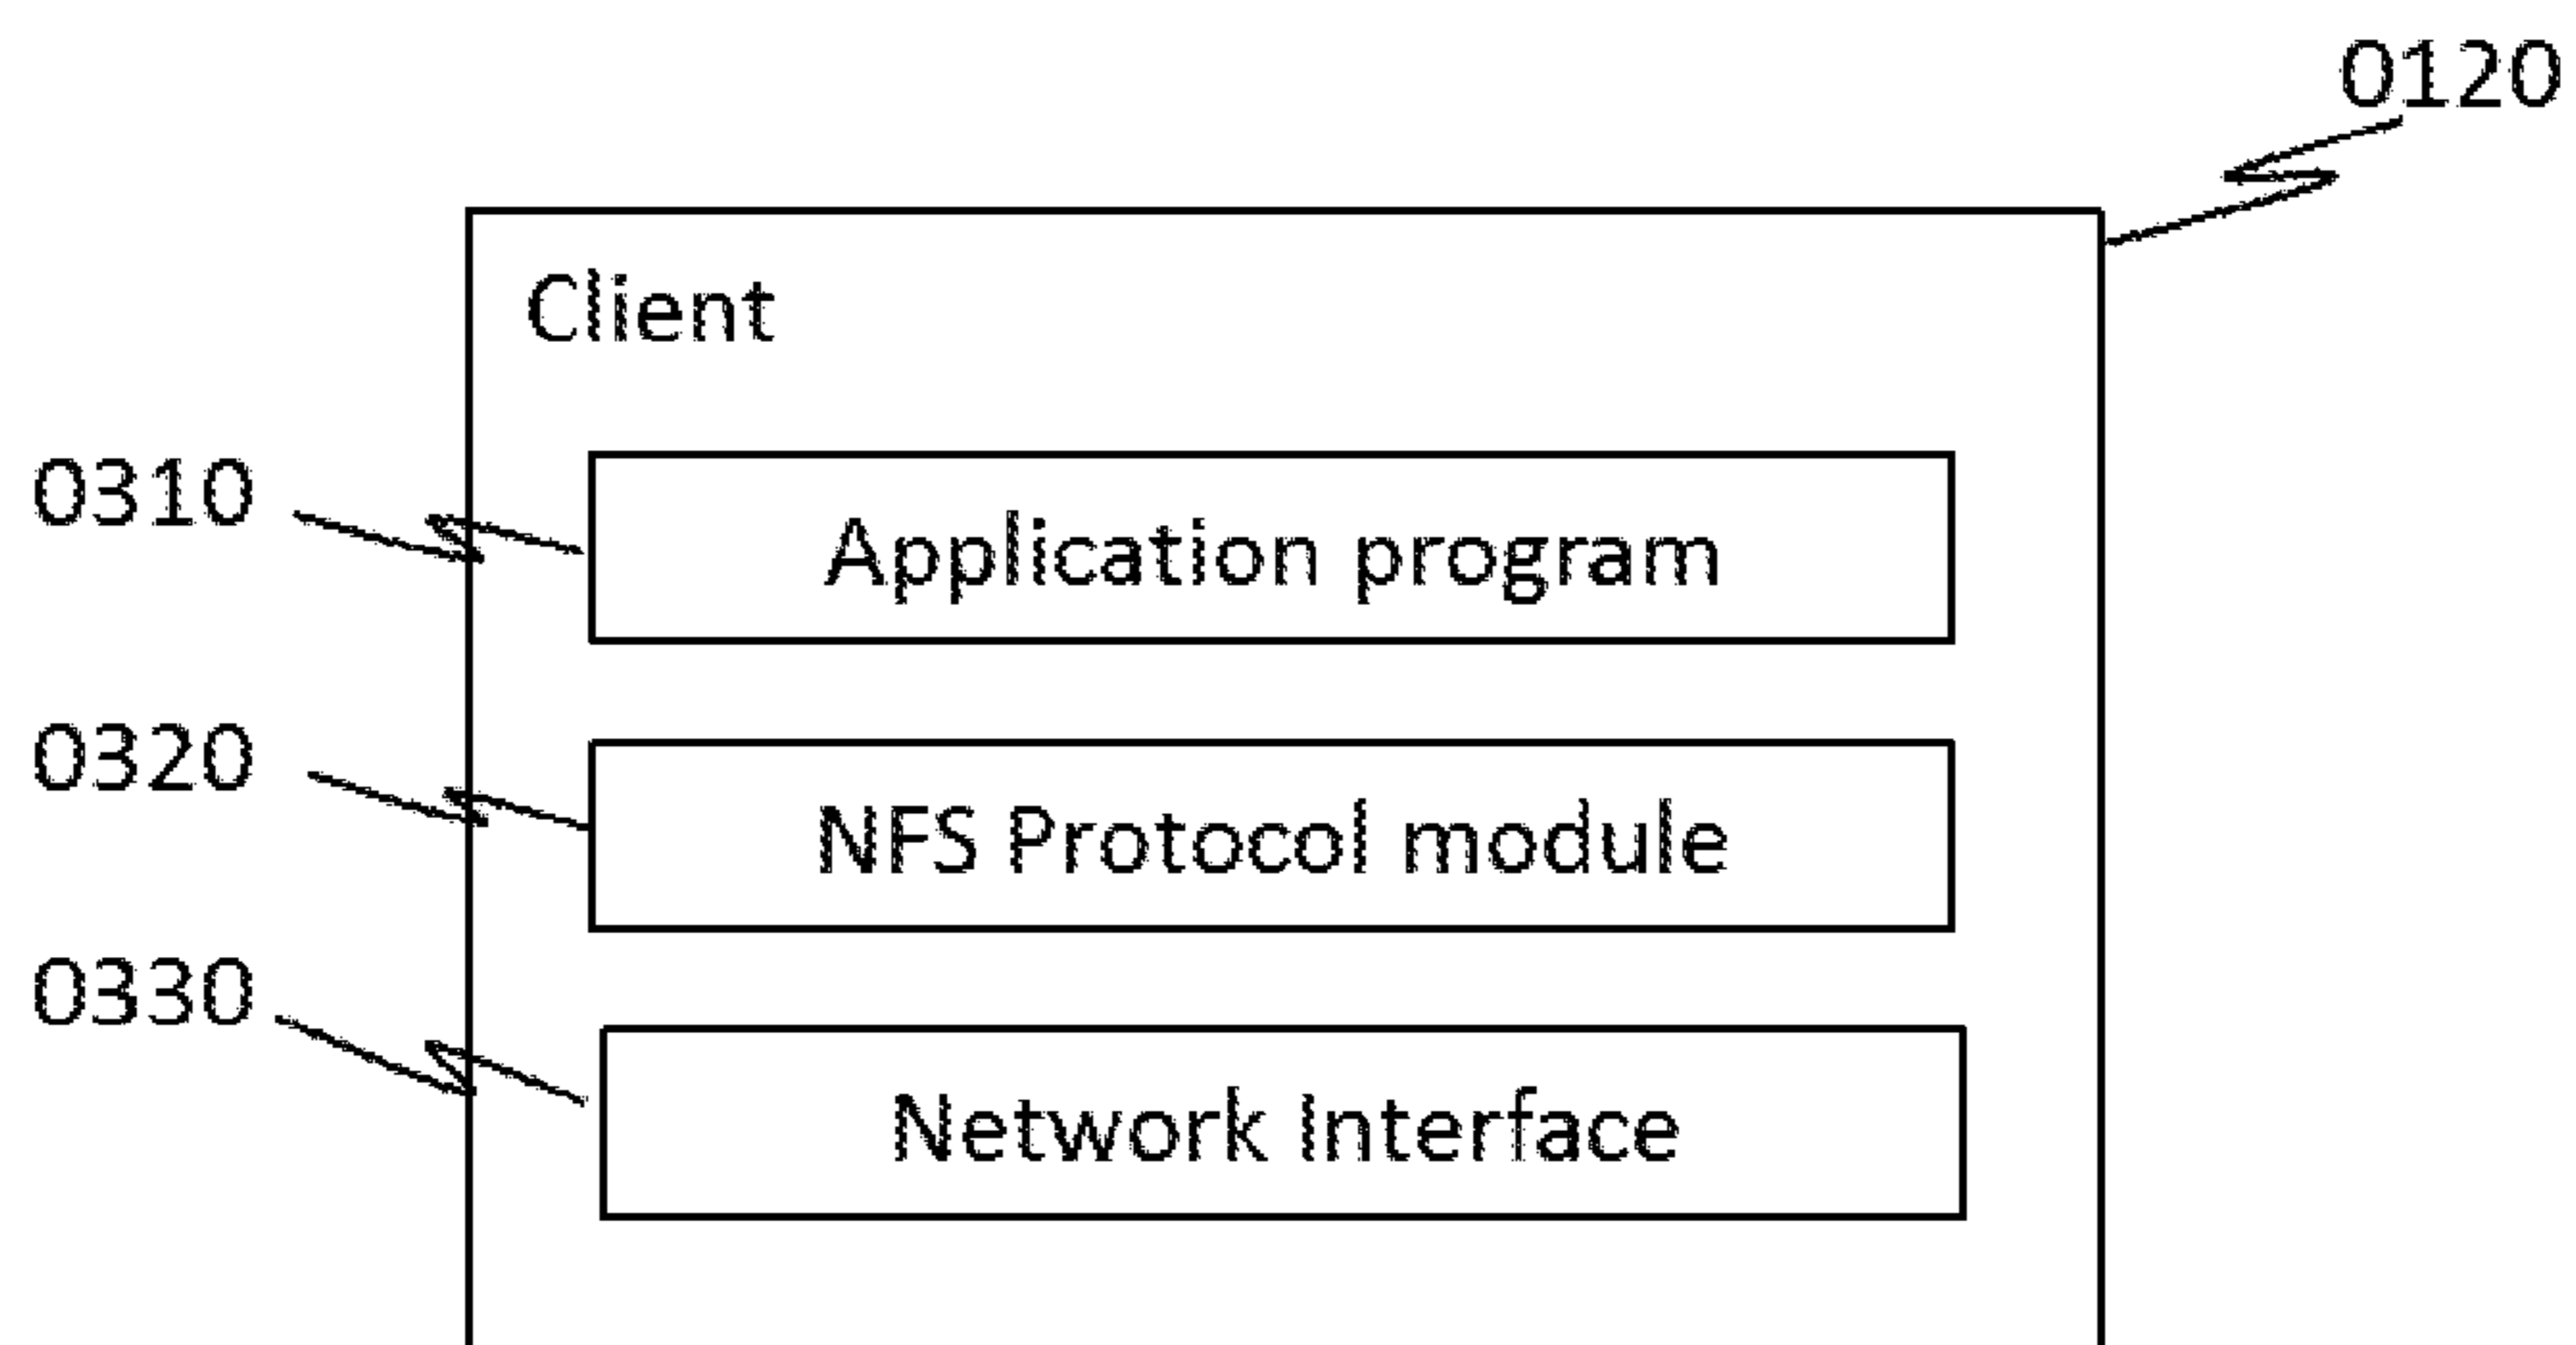 0120
Client
0310
Application program
0320
NFS Protocol module
0330
Network Interface